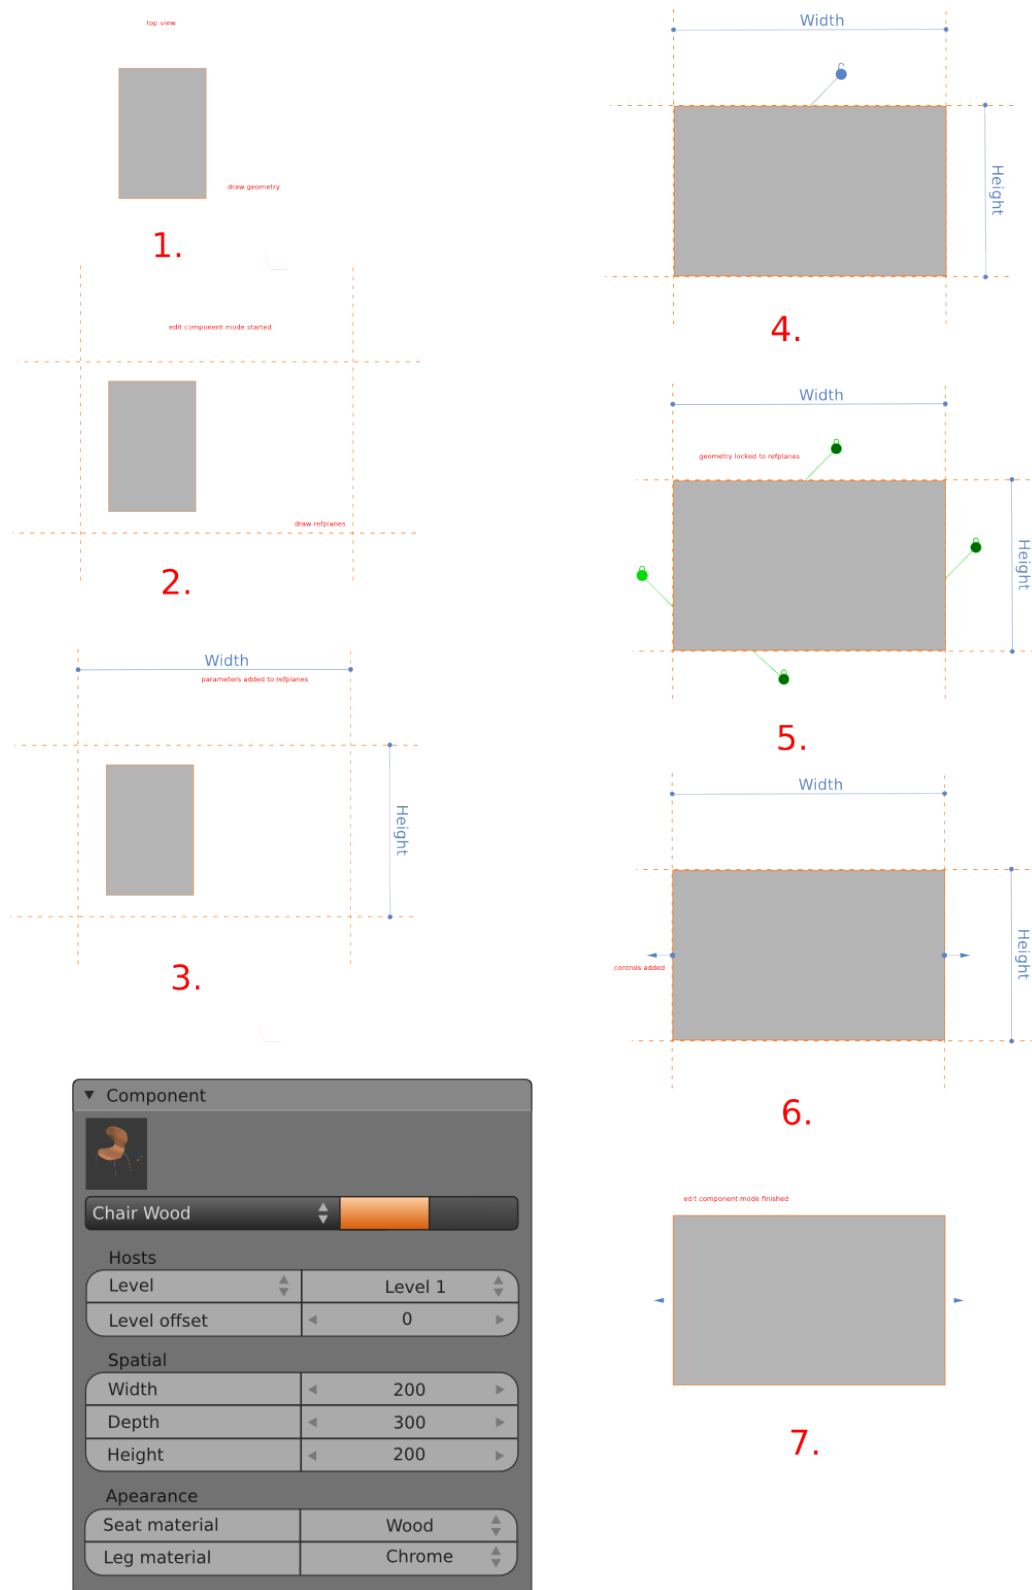 top view
draw geometry
1.
edit component mode started
draw refplanes
2.
Width
parameters added to refplanes
Height
3.
Width
Height
4.
Width
geometry locked to refplanes
Height
5.
Width
controls added
Height
6.
edit component mode finished
7.
Component
Chair Wood
Hosts
Level Level 1
Level offset 0
Spatial
Width 200
Depth 300
Height 200
Apearance
Seat material Wood
Leg material Chrome